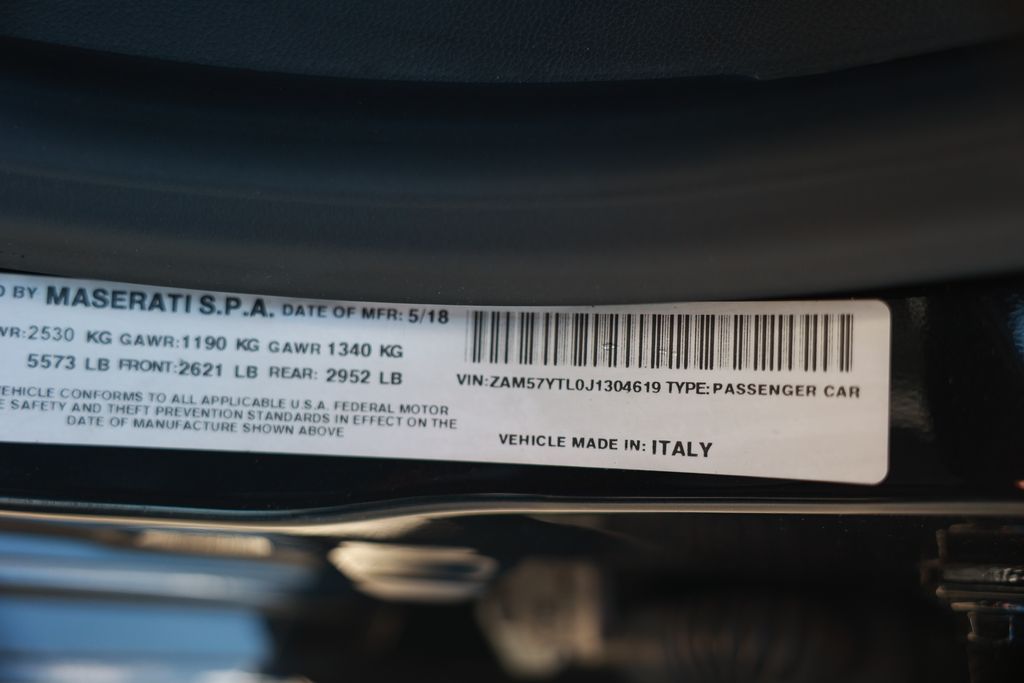 D BY MASERATI S.P.A. DATE OF MFR: 5/18
WR:2530 KG GAWR:1190 KG GAWR 1340 KG
5573 LB FRONT:2621 LB REAR: 2952 LB
EHICLE CONFORMS TO ALL APPLICABLE U.S.A. FEDERAL MOTOR
E SAFETY AND THEFT PREVENTION STANDARDS IN EFFECT ON THE
DATE OF MANUFACTURE SHOWN ABOVE
VIN:ZAM57YTL0J1304619 TYPE:PASSENGER CAR
VEHICLE MADE IN: ITALY